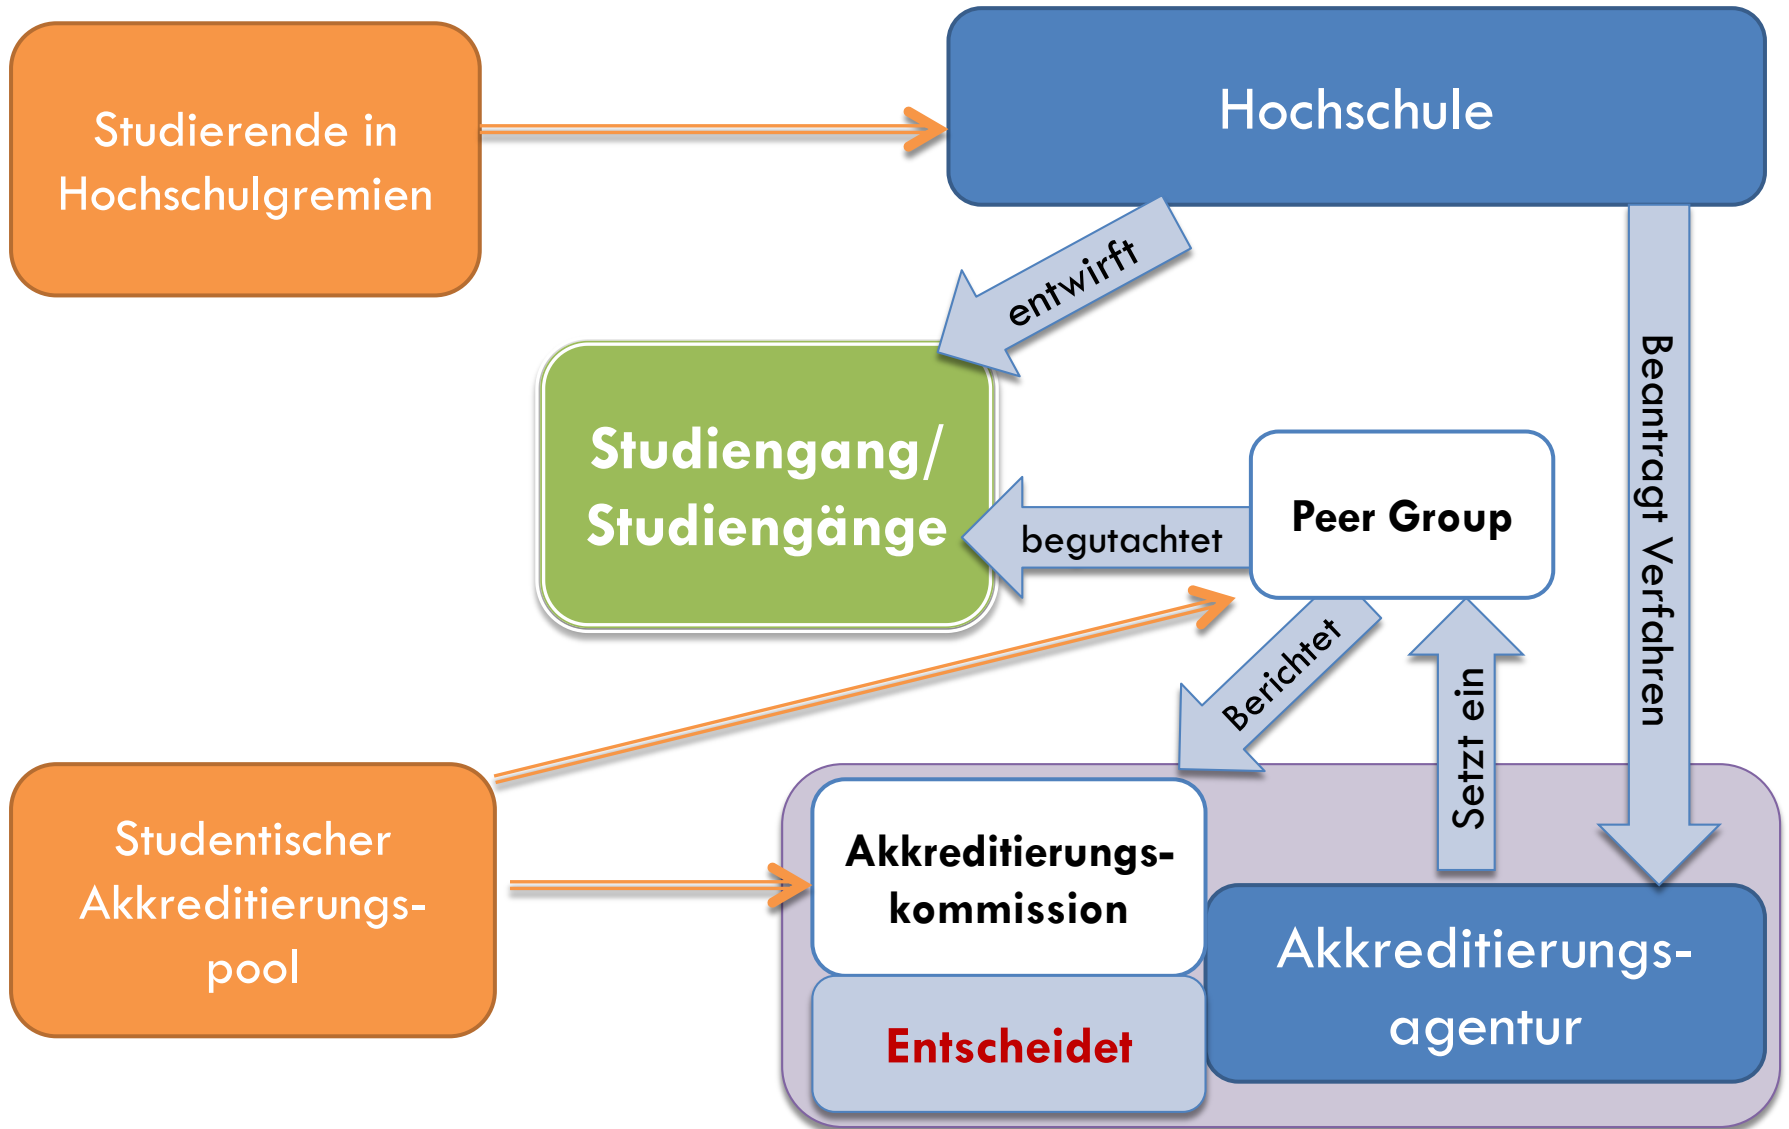 Studierende in
Hochschulgremien
Hochschule
entwirft
Beantragt Verfahren
Studiengang/
Studiengänge
begutachtet
Peer Group
Berichtet
Setzt ein
Studentischer
Akkreditierungs-
pool
Akkreditierungs-
kommission
Entscheidet
Akkreditierungs-
agentur